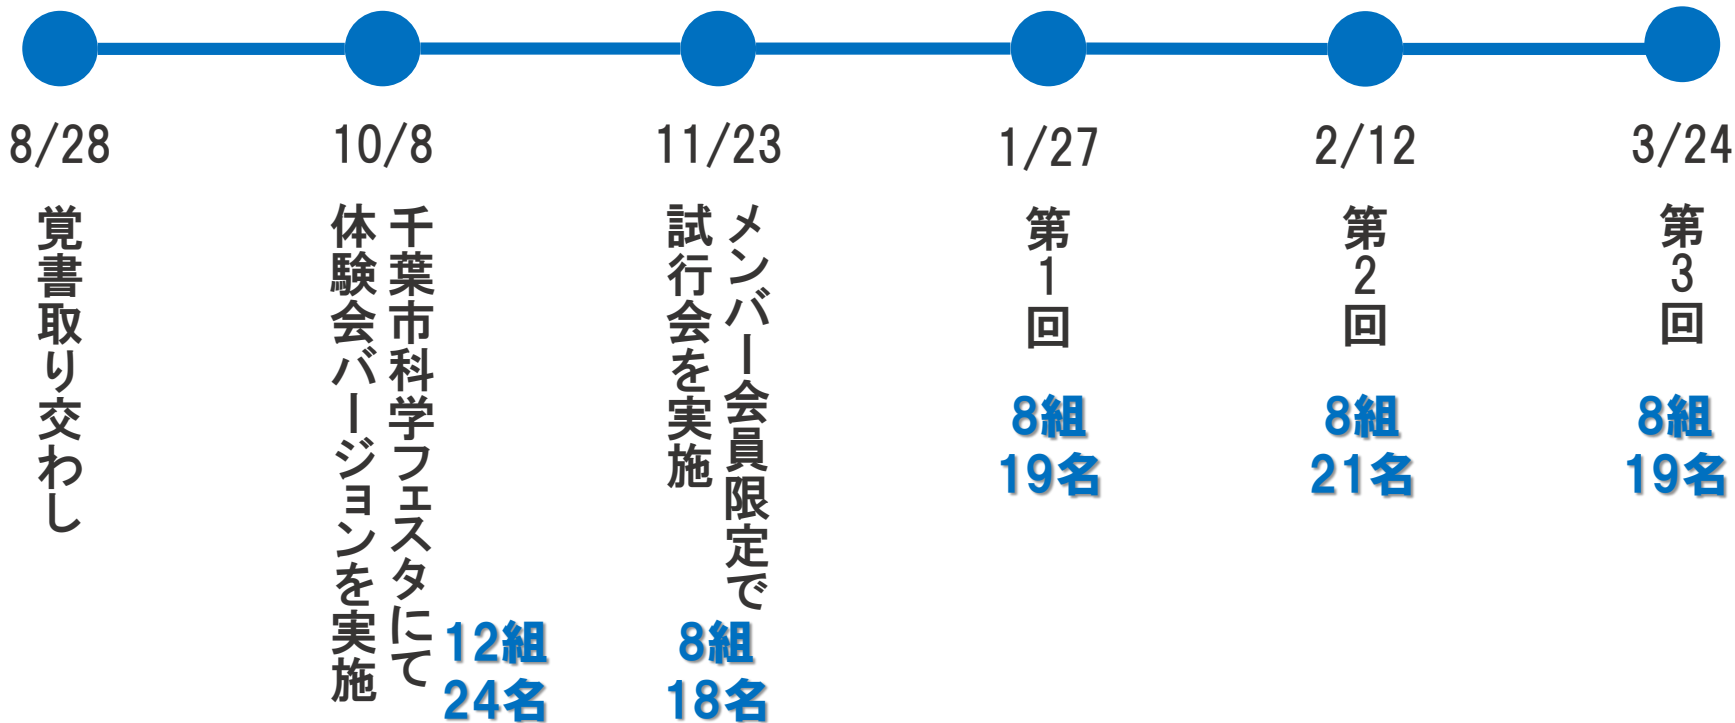 8/28
覚書取り交わし
10/8
千葉市科学フェスタにて
体験会バージョンを実施
12組
24名
11/23
メンバー会員限定で
試行会を実施
8組
18名
1/27
第1回
8組
19名
2/12
第2回
8組
21名
3/24
第3回
8組
19名